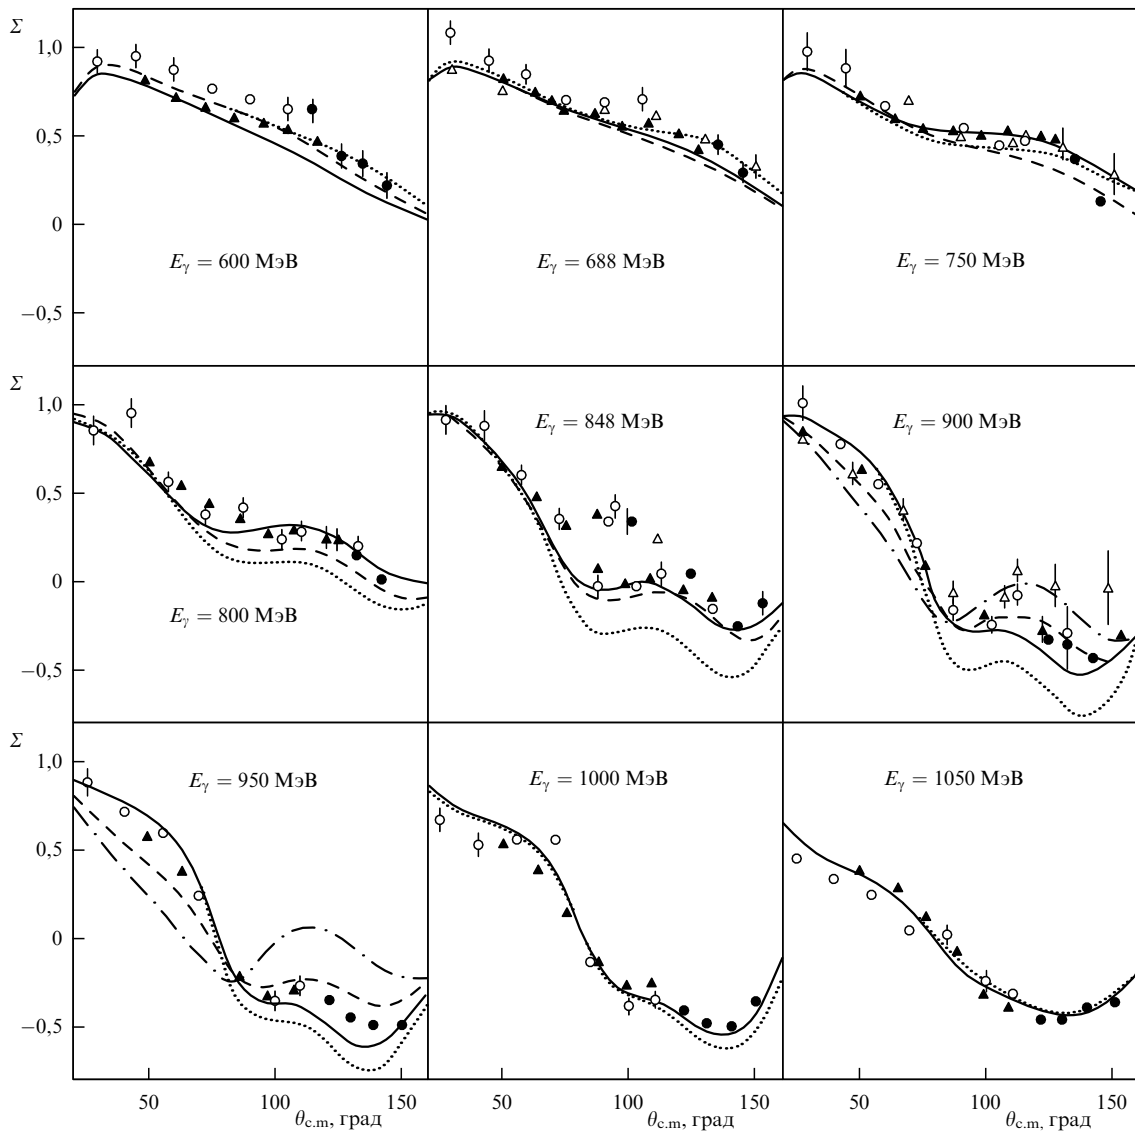 Σ
1,0
0,5
0
−0,5
E_γ = 600 МэВ
E_γ = 688 МэВ
E_γ = 750 МэВ
Σ
1,0
0,5
0
−0,5
E_γ = 800 МэВ
E_γ = 848 МэВ
E_γ = 900 МэВ
Σ
1,0
0,5
0
−0,5
E_γ = 950 МэВ
E_γ = 1000 МэВ
E_γ = 1050 МэВ
50 100 150
50 100 150
50 100 150
θ_с.m, град
θ_с.m, град
θ_с.m, град